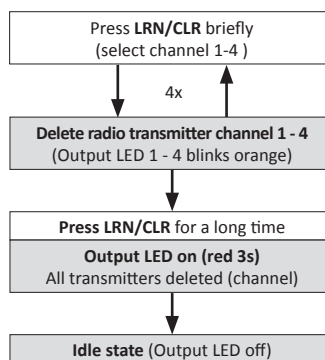 Press LRN/CLR briefly
(select channel 1-4 )
4x
Delete radio transmitter channel 1 - 4
(Output LED 1 - 4 blinks orange)
Press LRN/CLR for a long time
Output LED on (red 3s)
All transmitters deleted (channel)
Idle state (Output LED off)